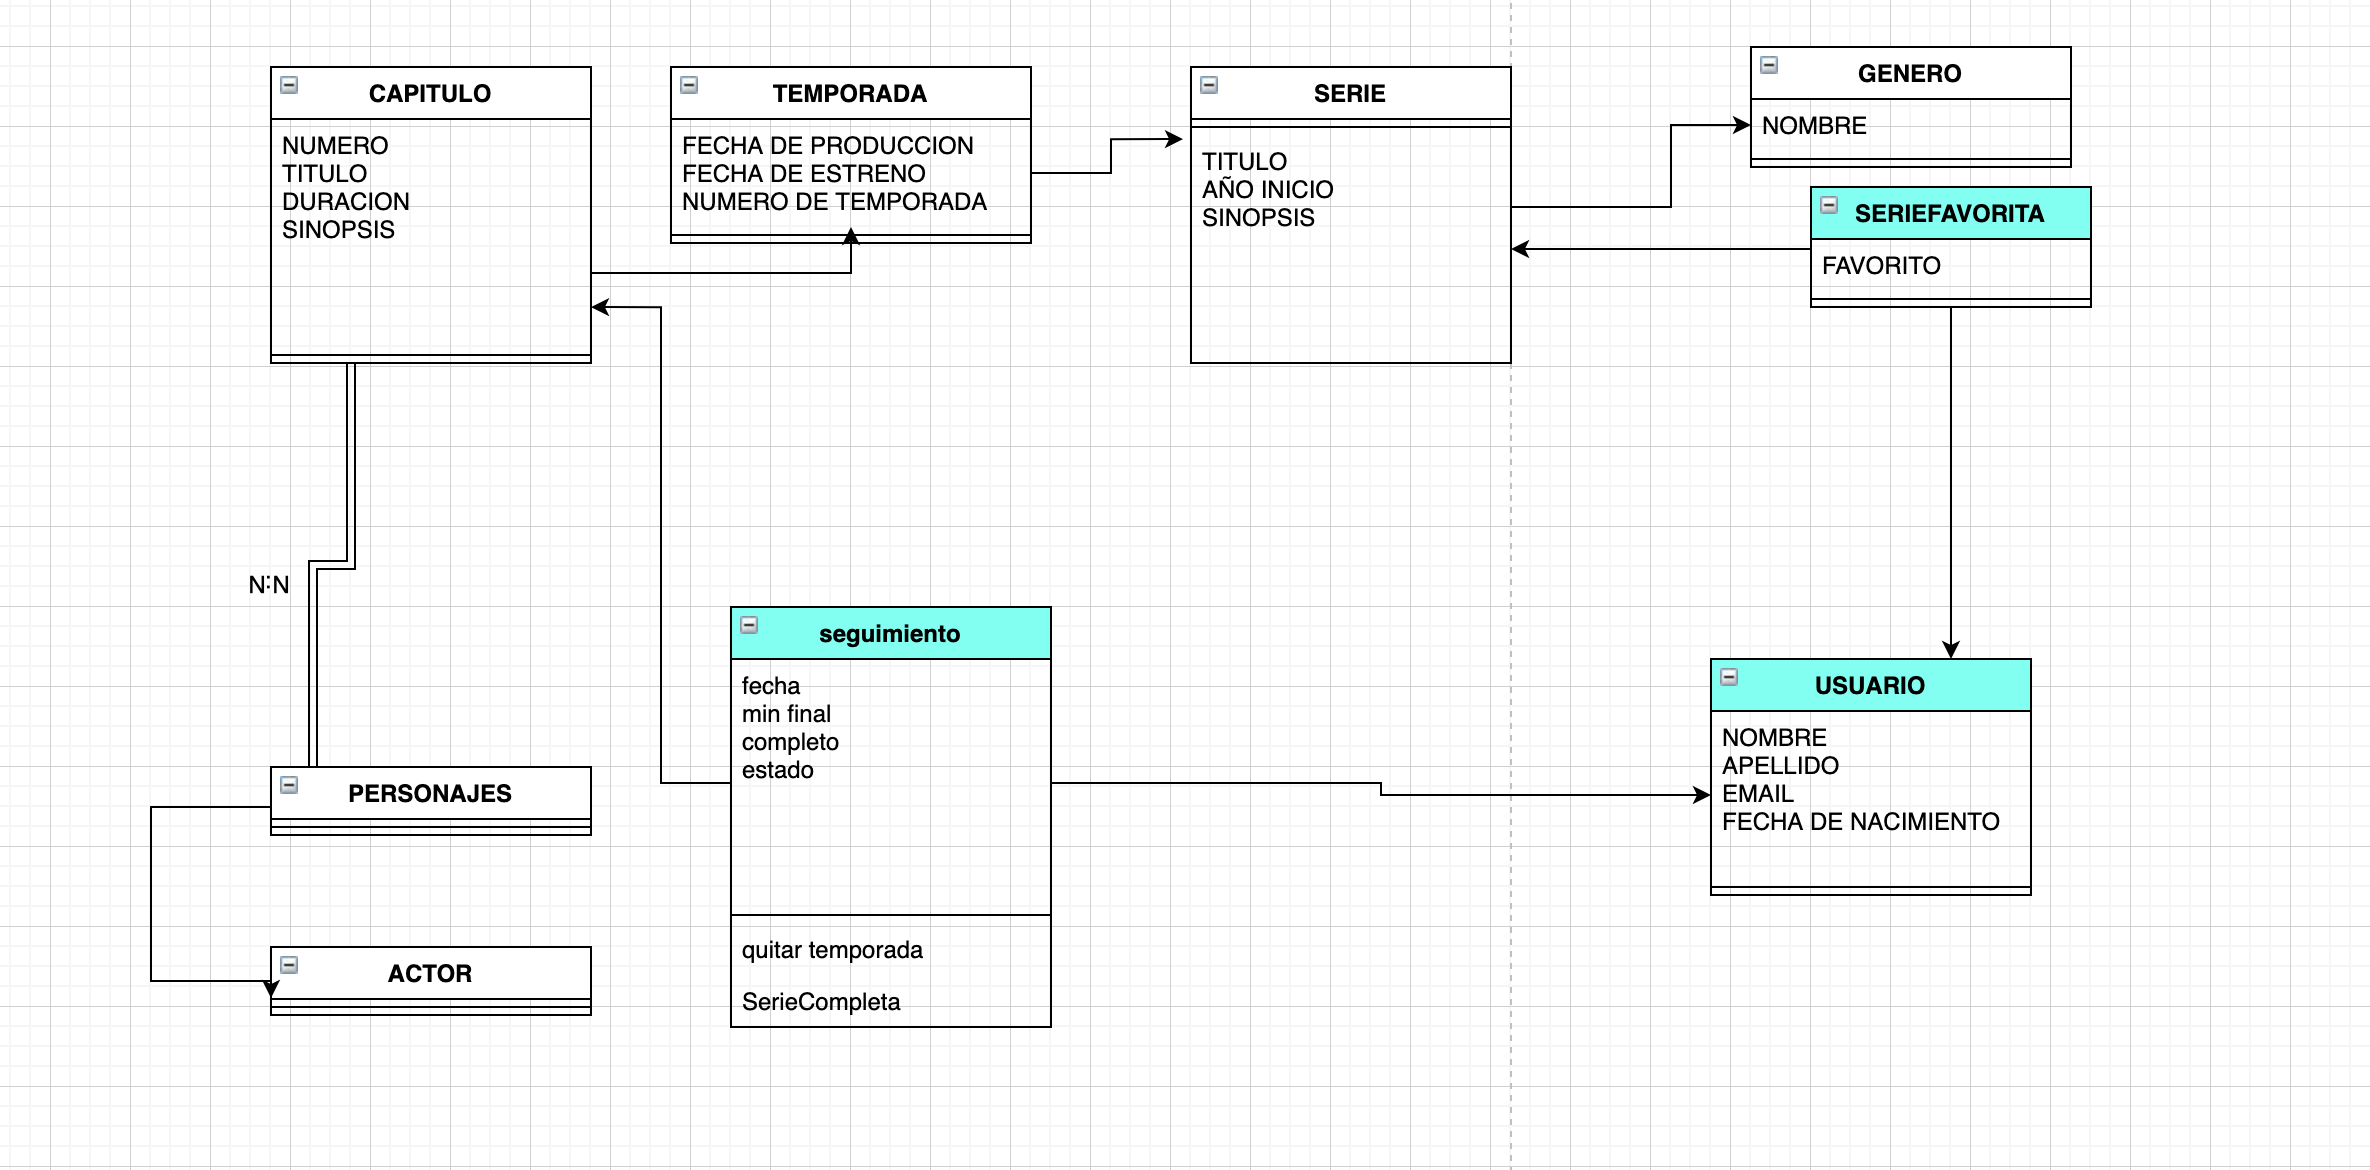 CAPITULO
NUMERO
TITULO
DURACION
SINOPSIS
TEMPORADA
FECHA DE PRODUCCION
FECHA DE ESTRENO
NUMERO DE TEMPORADA
SERIE
TITULO
AÑO INICIO
SINOPSIS
GENERO
NOMBRE
SERIEFAVORITA
FAVORITO
N:N
seguimiento
fecha
min final
completo
estado
quitar temporada
SerieCompleta
USUARIO
NOMBRE
APELLIDO
EMAIL
FECHA DE NACIMIENTO
PERSONAJES
ACTOR